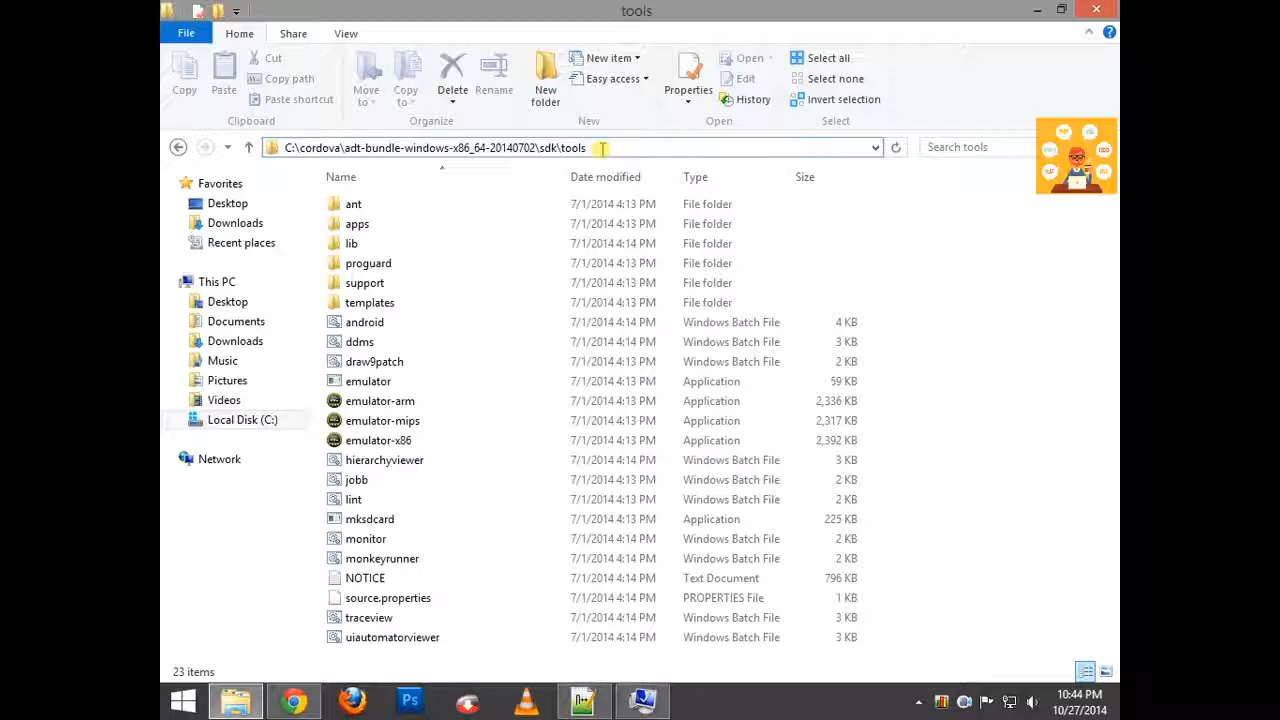 tools
File Home Share View
Copy
Paste
Cut
Copy path
Paste shortcut
Clipboard
Move to
Copy to
Delete
Rename
Organize
New folder
New item
Easy access
New
Properties
Open
Edit
History
Open
Select all
Select none
Invert selection
Select
C:\cordova\adt-bundle-windows-x86_64-20140702\sdk\tools
Search tools
Favorites
Desktop
Downloads
Recent places
This PC
Desktop
Documents
Downloads
Music
Pictures
Videos
Local Disk (C:)
Network
Name Date modified Type Size
ant 7/1/2014 4:13 PM File folder
apps 7/1/2014 4:13 PM File folder
lib 7/1/2014 4:14 PM File folder
proguard 7/1/2014 4:13 PM File folder
support 7/1/2014 4:13 PM File folder
templates 7/1/2014 4:13 PM File folder
android 7/1/2014 4:14 PM Windows Batch File 4 KB
ddms 7/1/2014 4:14 PM Windows Batch File 3 KB
draw9patch 7/1/2014 4:14 PM Windows Batch File 2 KB
emulator 7/1/2014 4:13 PM Application 59 KB
emulator-arm 7/1/2014 4:13 PM Application 2,336 KB
emulator-mips 7/1/2014 4:13 PM Application 2,317 KB
emulator-x86 7/1/2014 4:13 PM Application 2,392 KB
hierarchyviewer 7/1/2014 4:14 PM Windows Batch File 3 KB
jobb 7/1/2014 4:13 PM Windows Batch File 2 KB
lint 7/1/2014 4:13 PM Windows Batch File 2 KB
mksdcard 7/1/2014 4:13 PM Application 225 KB
monitor 7/1/2014 4:14 PM Windows Batch File 2 KB
monkeyrunner 7/1/2014 4:14 PM Windows Batch File 2 KB
NOTICE 7/1/2014 4:14 PM Text Document 796 KB
source.properties 7/1/2014 4:14 PM PROPERTIES File 1 KB
traceview 7/1/2014 4:14 PM Windows Batch File 3 KB
uiautomatorviewer 7/1/2014 4:14 PM Windows Batch File 3 KB
23 items
Ps
10:44 PM
10/27/2014